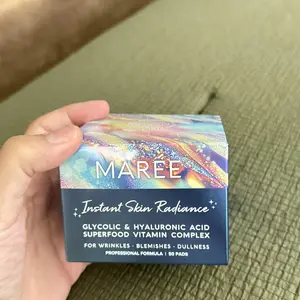 MARÉE
Instant Skin Radiance
GLYCOLIC & HYALURONIC ACID
SUPERFOOD VITAMIN COMPLEX
FOR WRINKLES · BLEMISHES · DULLNESS
PROFESSIONAL FORMULA | 50 PADS